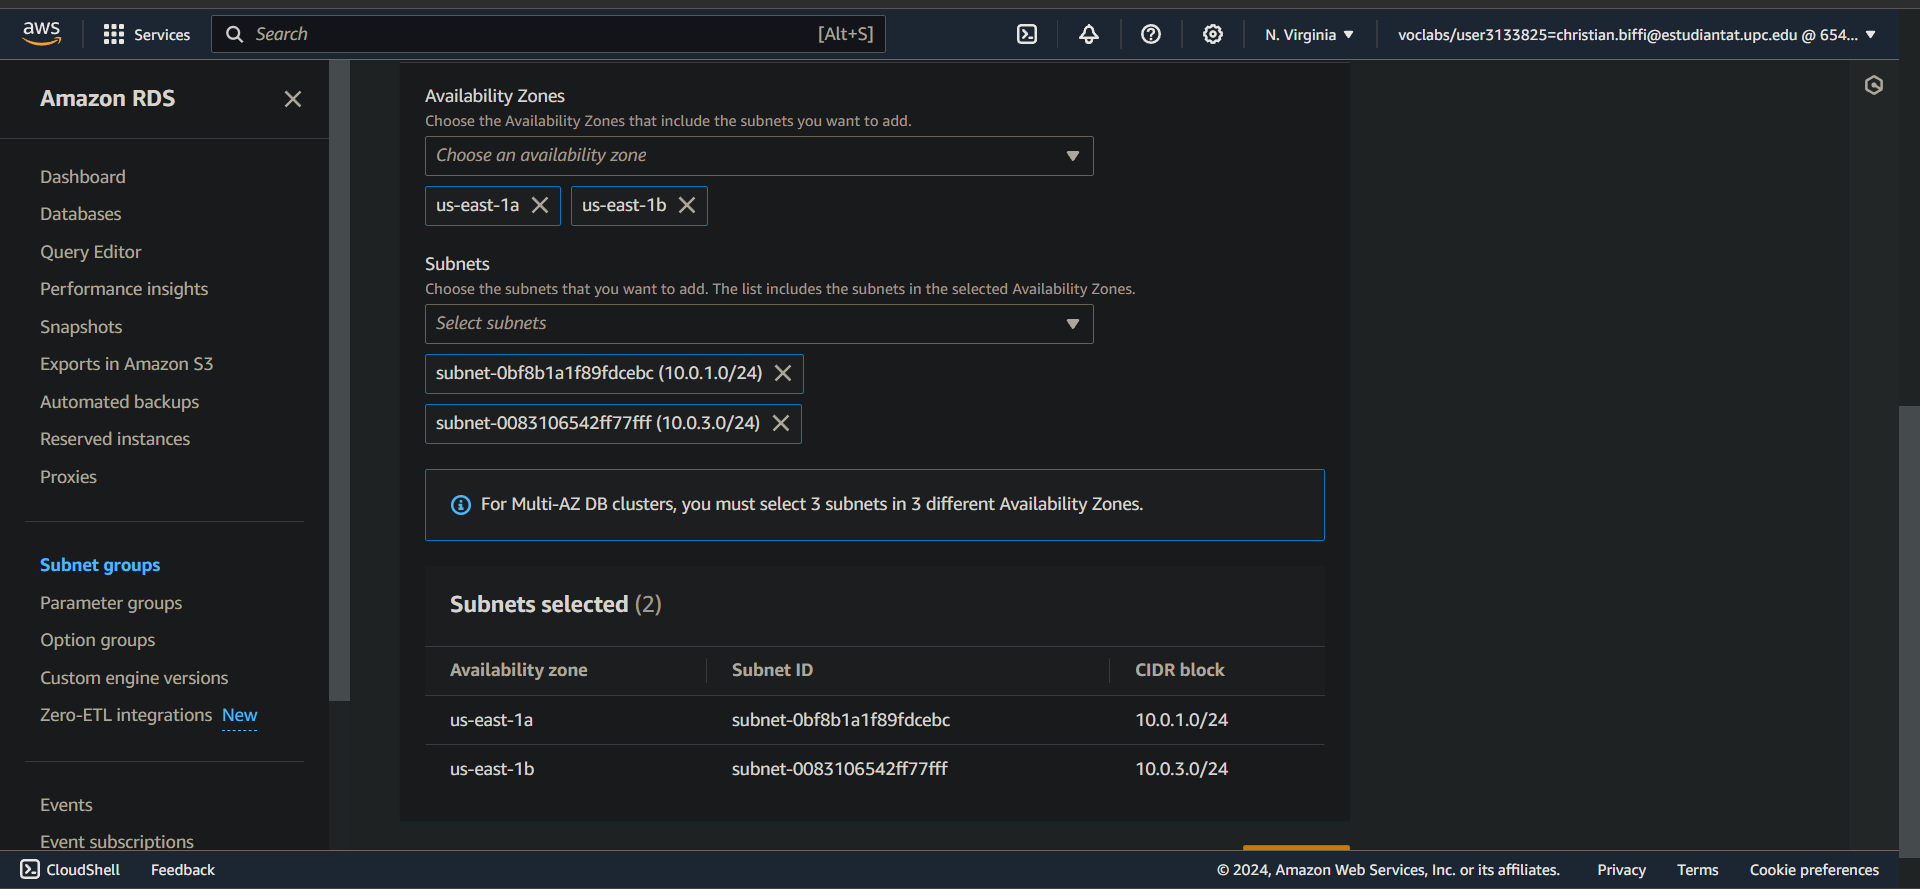 aws
Services
Search
[Alt+S]
N. Virginia
voclabs/user3133825=christian.biffi@estudiantat.upc.edu @ 654...
Amazon RDS
Dashboard
Databases
Query Editor
Performance insights
Snapshots
Exports in Amazon S3
Automated backups
Reserved instances
Proxies
Subnet groups
Parameter groups
Option groups
Custom engine versions
Zero-ETL integrations New
Events
Event subscriptions
Availability Zones
Choose the Availability Zones that include the subnets you want to add.
Choose an availability zone
us-east-1a
us-east-1b
Subnets
Choose the subnets that you want to add. The list includes the subnets in the selected Availability Zones.
Select subnets
subnet-0bf8b1a1f89fdcebc (10.0.1.0/24)
subnet-0083106542ff77fff (10.0.3.0/24)
For Multi-AZ DB clusters, you must select 3 subnets in 3 different Availability Zones.
Subnets selected (2)
Availability zone Subnet ID CIDR block
us-east-1a subnet-0bf8b1a1f89fdcebc 10.0.1.0/24
us-east-1b subnet-0083106542ff77fff 10.0.3.0/24
CloudShell
Feedback
© 2024, Amazon Web Services, Inc. or its affiliates.
Privacy
Terms
Cookie preferences